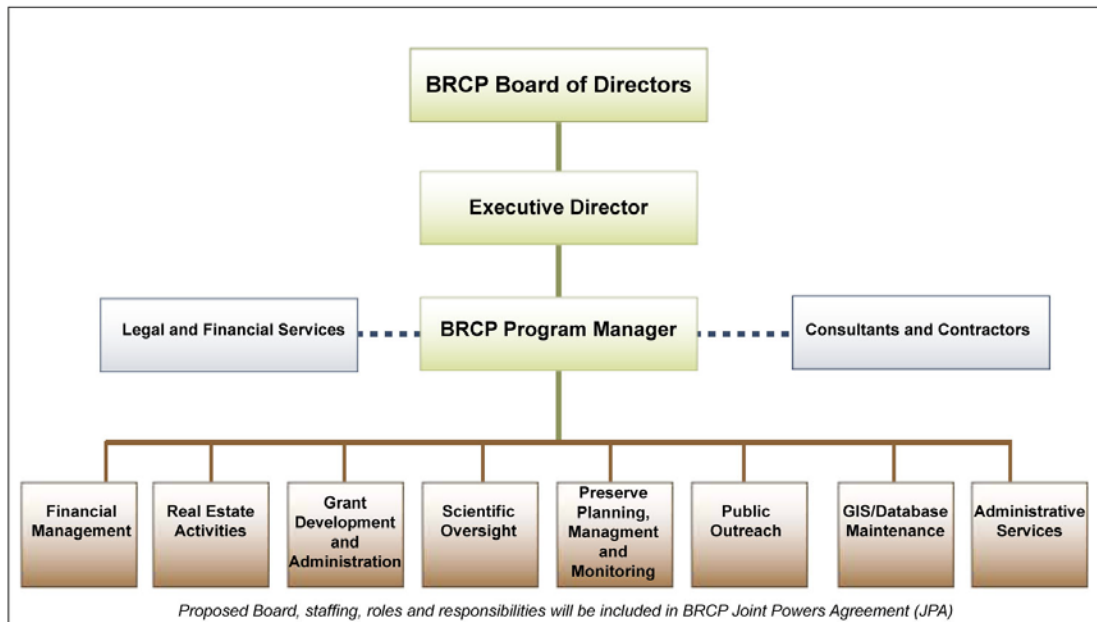 BRCP Board of Directors
Executive Director
Legal and Financial Services
BRCP Program Manager
Consultants and Contractors
Financial
Management
Real Estate
Activities
Grant
Development
and
Administration
Scientific
Oversight
Preserve
Planning,
Managment
and
Monitoring
Public
Outreach
GIS/Database
Maintenance
Administrative
Services
Proposed Board, staffing, roles and responsibilities will be included in BRCP Joint Powers Agreement (JPA)